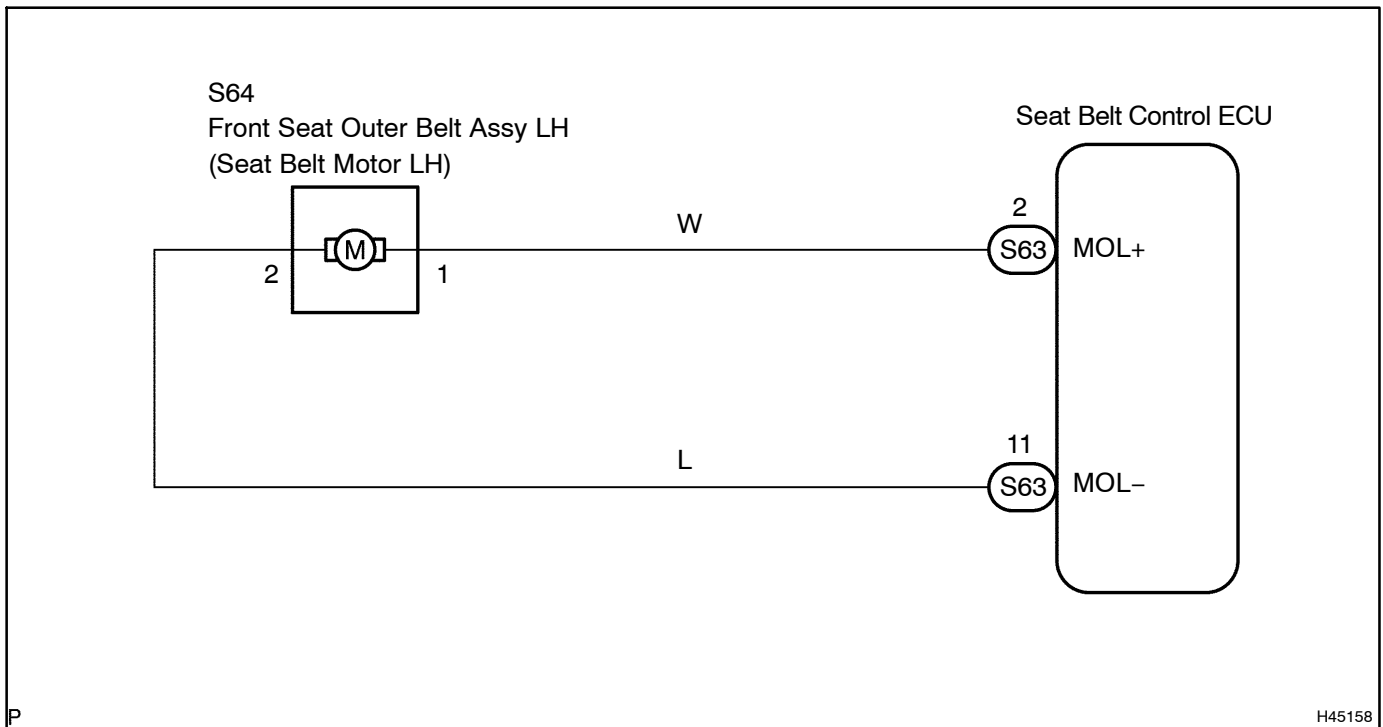 S64
Front Seat Outer Belt Assy LH
(Seat Belt Motor LH)
Seat Belt Control ECU
M
2
1
W
2
S63
MOL+
L
11
S63
MOL−
P
H45158